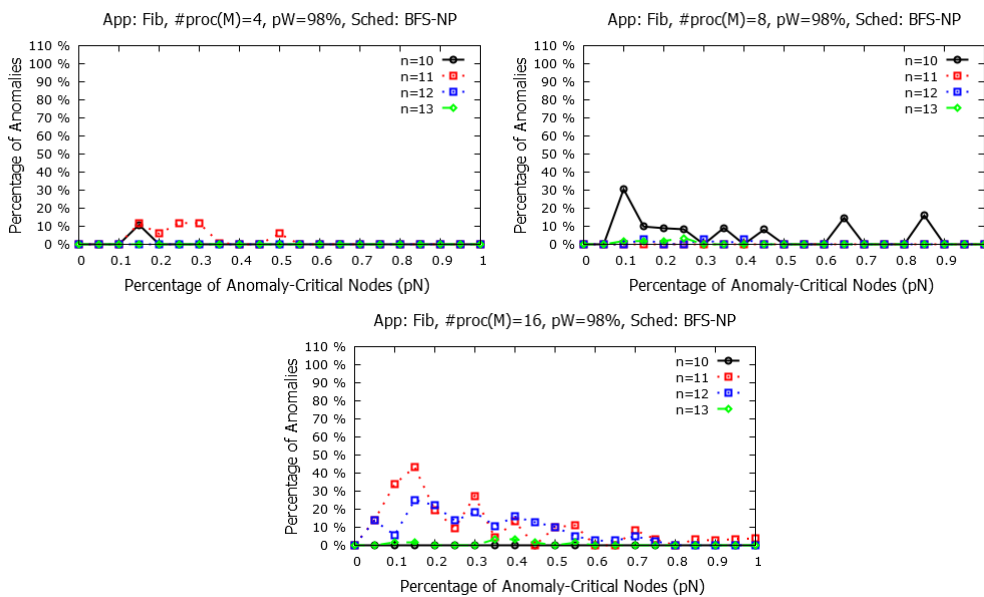 App: Fib, #proc(M)=4, pW=98%, Sched: BFS-NP
110 %
100 %
90 %
80 %
70 %
60 %
50 %
40 %
30 %
20 %
10 %
0 %
Percentage of Anomalies
n=10
n=11
n=12
n=13
0 0.1 0.2 0.3 0.4 0.5 0.6 0.7 0.8 0.9 1
Percentage of Anomaly-Critical Nodes (pN)
App: Fib, #proc(M)=8, pW=98%, Sched: BFS-NP
110 %
100 %
90 %
80 %
70 %
60 %
50 %
40 %
30 %
20 %
10 %
0 %
Percentage of Anomalies
n=10
n=11
n=12
n=13
0 0.1 0.2 0.3 0.4 0.5 0.6 0.7 0.8 0.9
Percentage of Anomaly-Critical Nodes (pN)
App: Fib, #proc(M)=16, pW=98%, Sched: BFS-NP
110 %
100 %
90 %
80 %
70 %
60 %
50 %
40 %
30 %
20 %
10 %
0 %
Percentage of Anomalies
n=10
n=11
n=12
n=13
0 0.1 0.2 0.3 0.4 0.5 0.6 0.7 0.8 0.9 1
Percentage of Anomaly-Critical Nodes (pN)